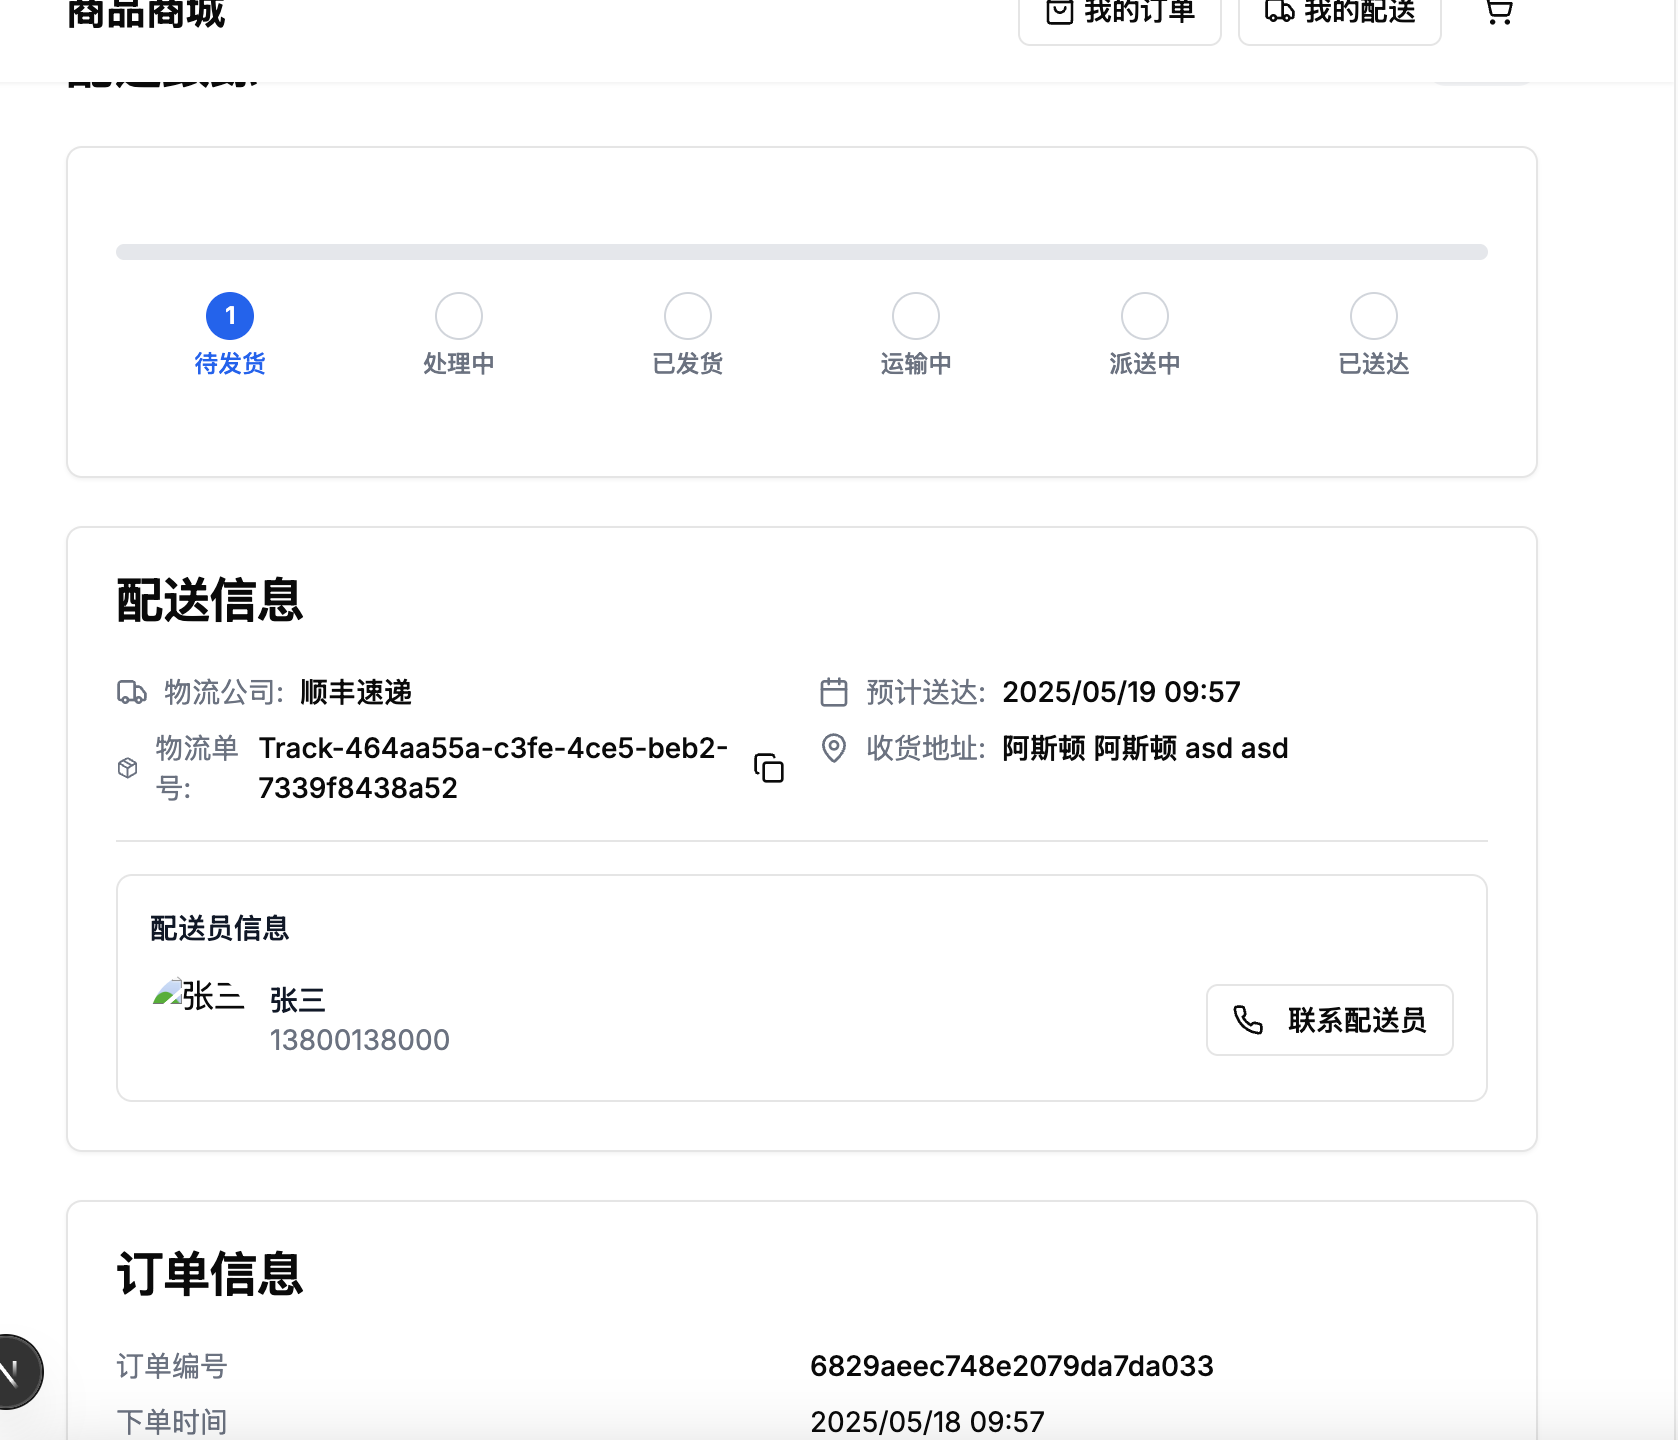 商品商城
我的订单
我的配送
1
待发货
处理中
已发货
运输中
派送中
已送达
配送信息
物流公司: 顺丰速递
预计送达: 2025/05/19 09:57
物流单号:
Track-464aa55a-c3fe-4ce5-beb2-
7339f8438a52
收货地址: 阿斯顿 阿斯顿 asd asd
配送员信息
张三
张三
13800138000
联系配送员
订单信息
订单编号
6829aeec748e2079da7da033
下单时间
2025/05/18 09:57